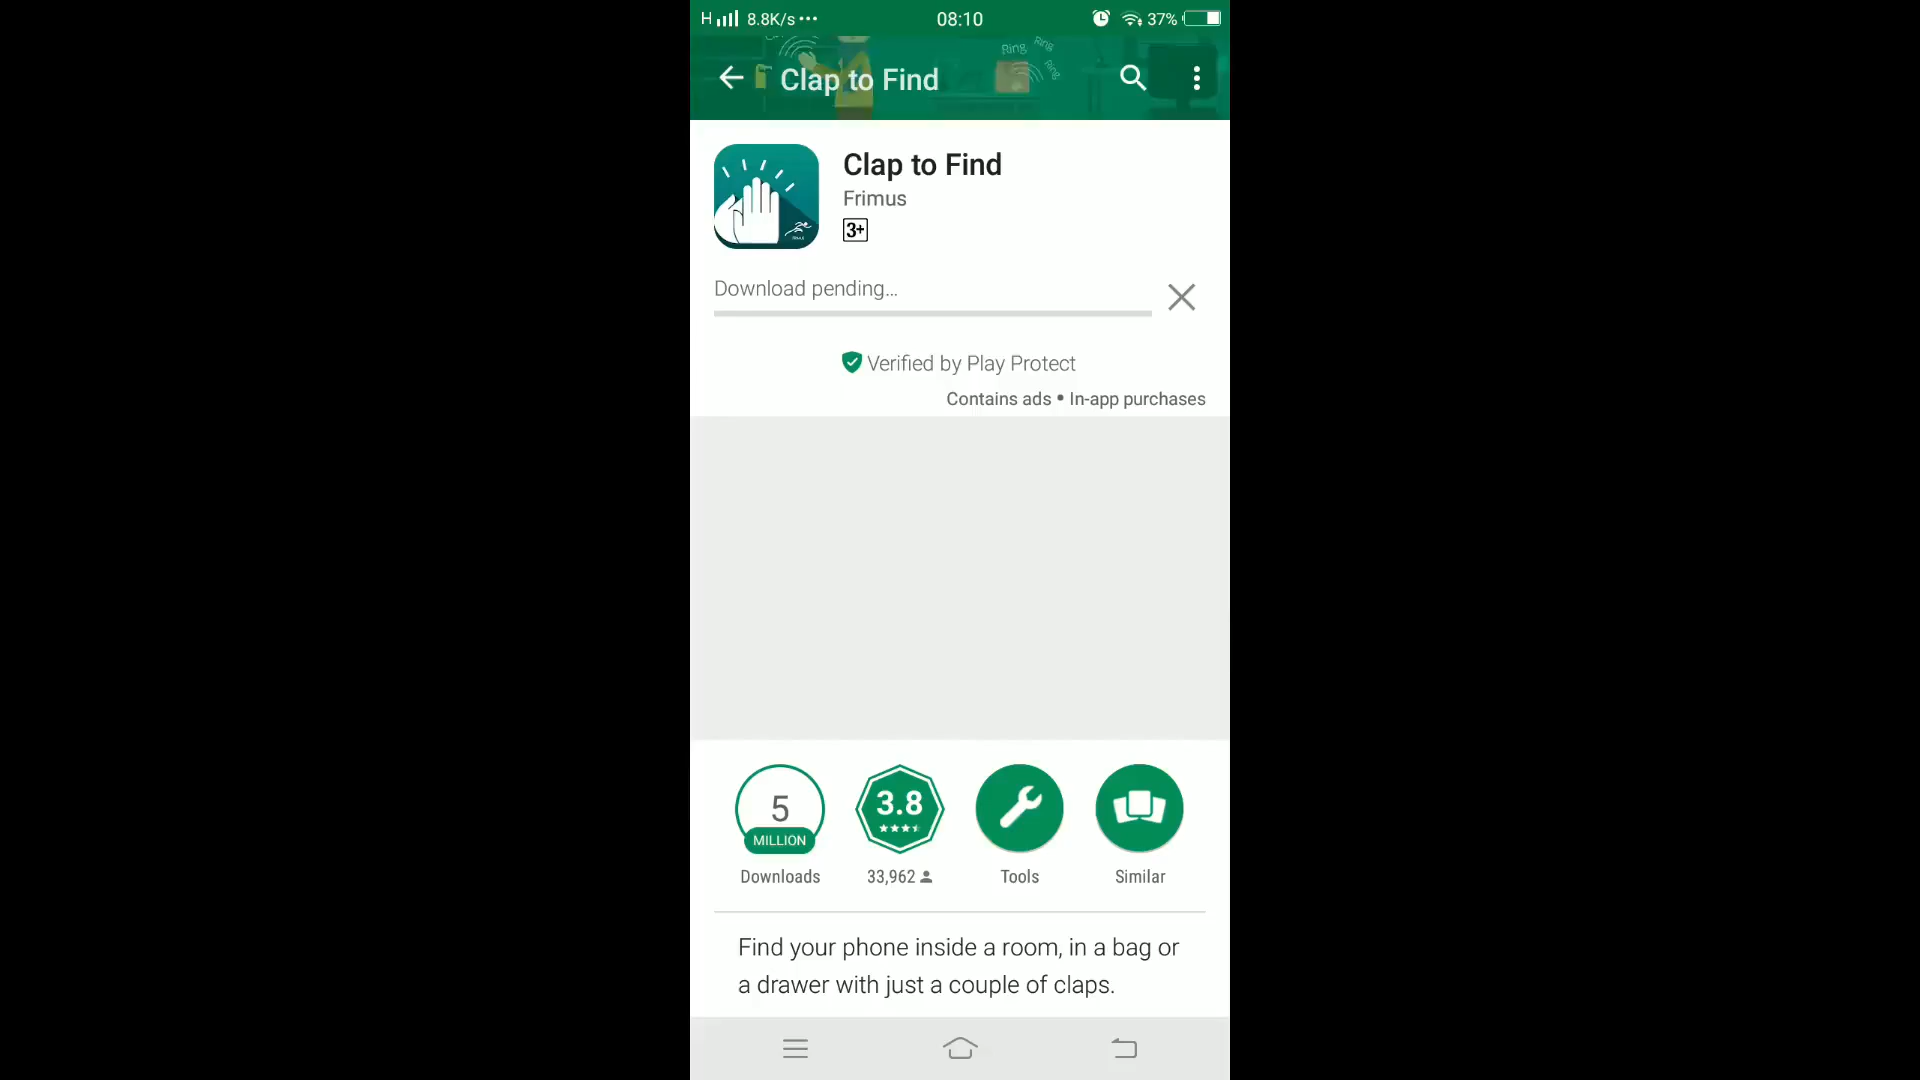 H 8.8K/s 08:10 37%
Ring Ring Ring
Clap to Find
Clap to Find
Frimus
3+
Download pending...
Verified by Play Protect
Contains ads • In-app purchases
5 MILLION
3.8
Downloads 33,962 Tools Similar
Find your phone inside a room, in a bag or
a drawer with just a couple of claps.